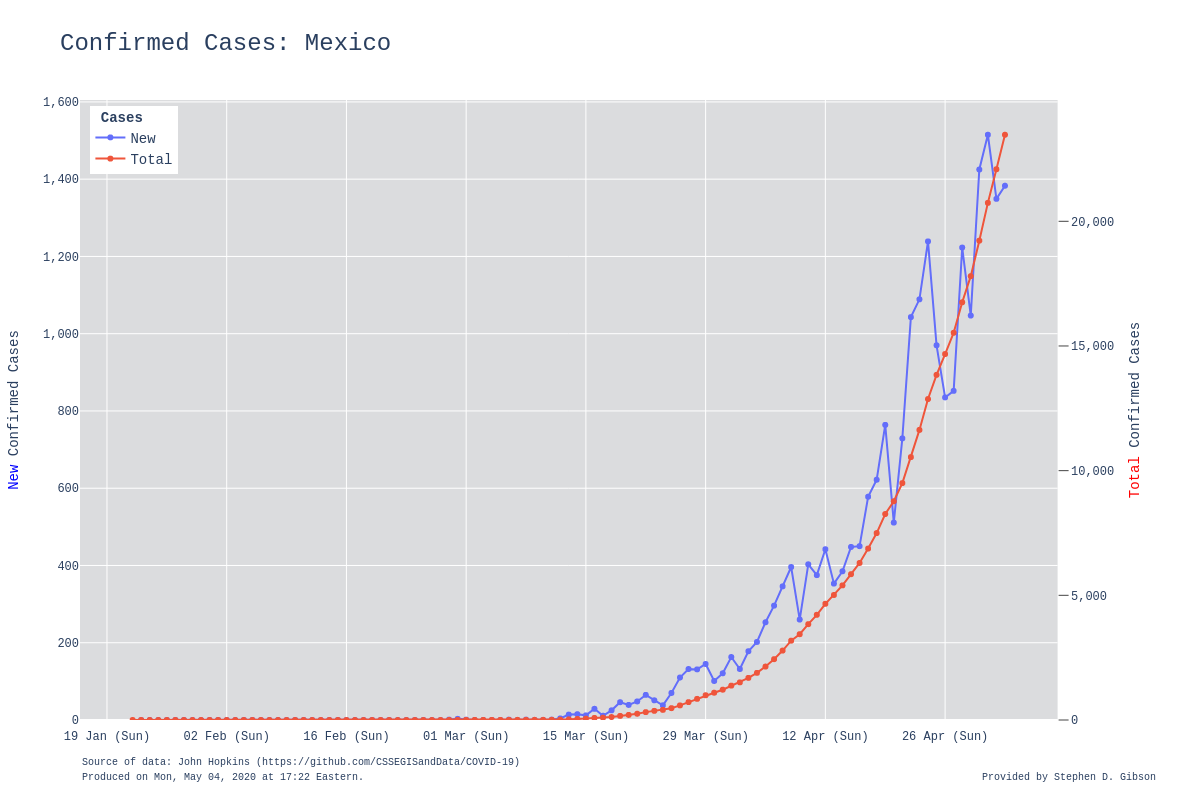 Confirmed Cases: Mexico
Cases
New
Total
1,600
1,400
1,200
1,000
800
600
400
200
0
New Confirmed Cases
20,000
15,000
10,000
5,000
0
Total Confirmed Cases
19 Jan (Sun) 02 Feb (Sun) 16 Feb (Sun) 01 Mar (Sun) 15 Mar (Sun) 29 Mar (Sun) 12 Apr (Sun) 26 Apr (Sun)
Source of data: John Hopkins (https://github.com/CSSEGISandData/COVID-19)
Produced on Mon, May 04, 2020 at 17:22 Eastern.
Provided by Stephen D. Gibson